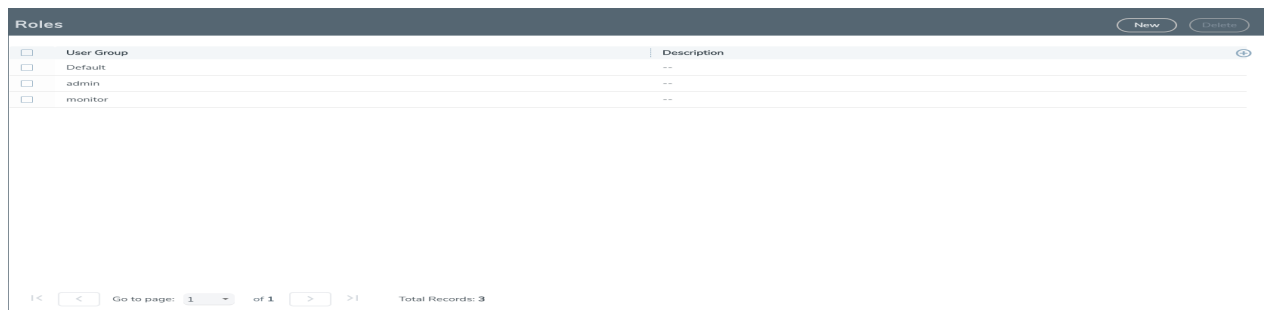 Roles New Delete
User Group Description
Default --
admin --
monitor --
Go to page: 1 of 1 Total Records: 3